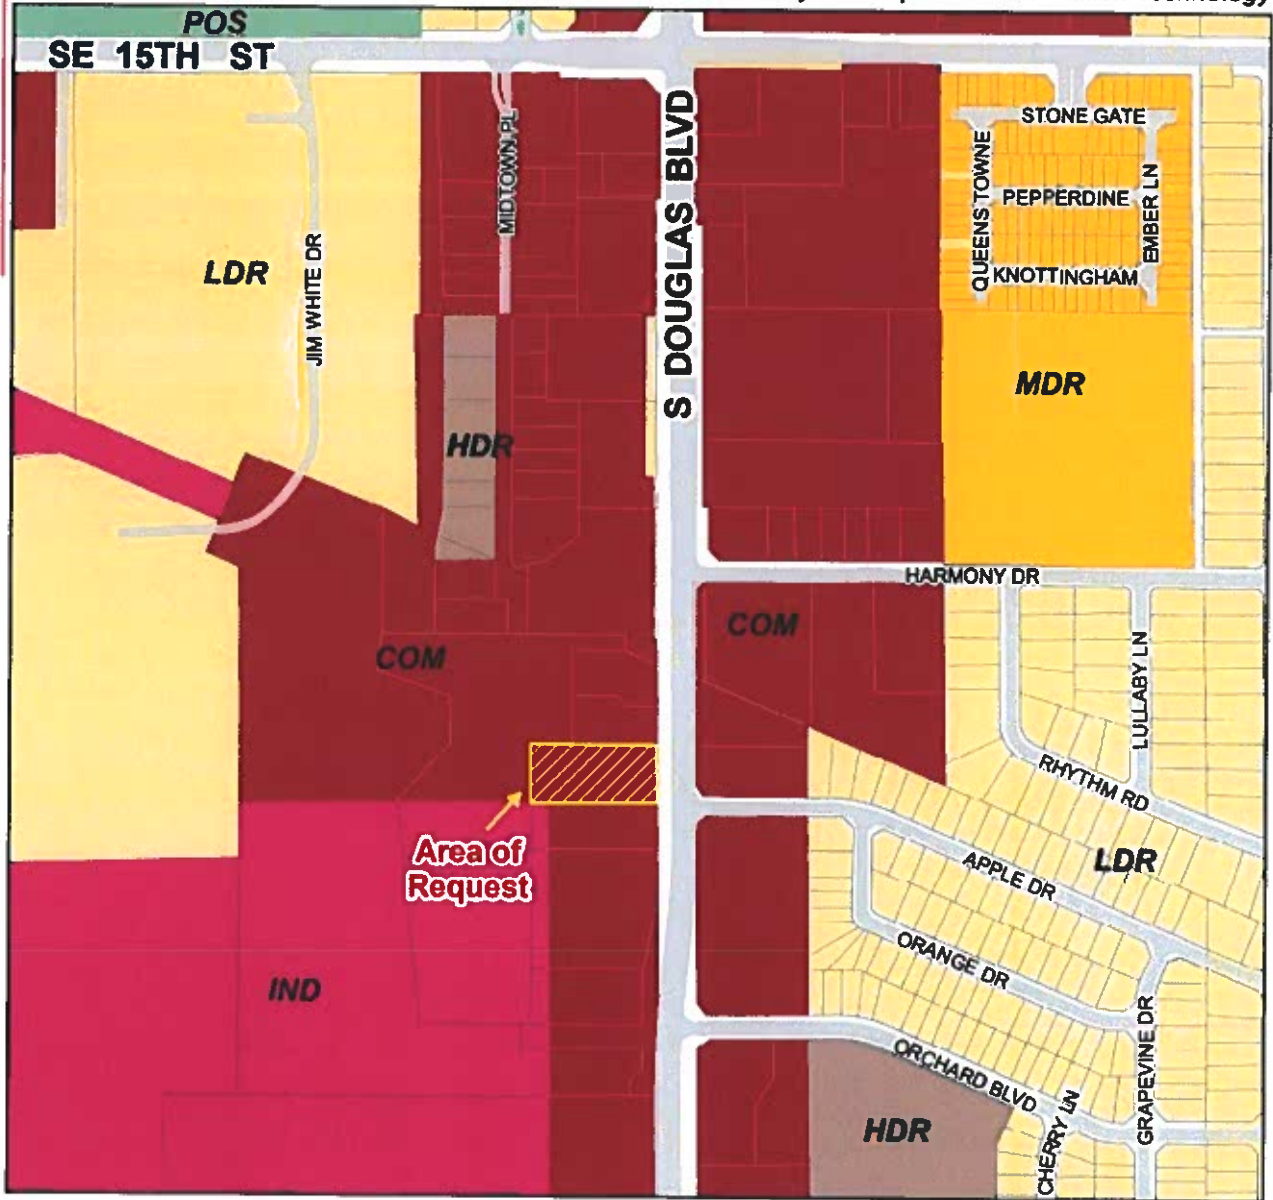 POS
SE 15TH ST
S DOUGLAS BLVD
MIDTOWN PL
STONE GATE
QUEENS TOWNE
PEPPERDINE
EMBER LN
KNOTTINGHAM
LDR
JIM WHITE DR
MDR
HDR
HARMONY DR
COM
COM
LULLABY LN
RHYTHM RD
Area of
Request
LDR
APPLE DR
ORANGE DR
IND
GRAPEVINE DR
ORCHARD BLVD
CHERRY LN
HDR